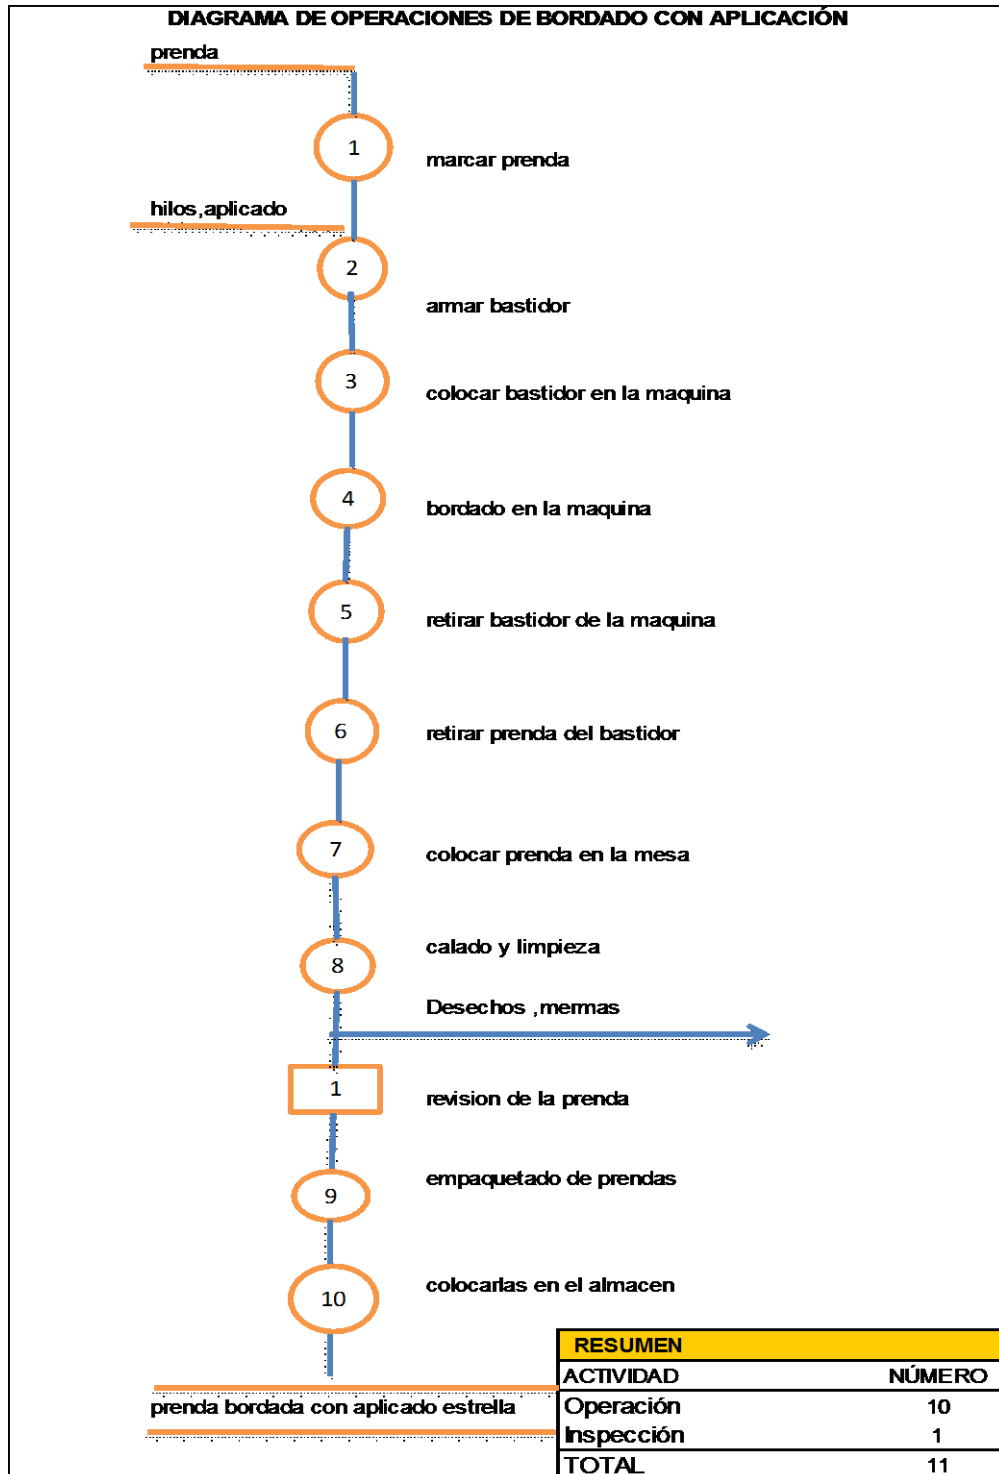 DIAGRAMA DE OPERACIONES DE BORDADO CON APLICACIÓN
prenda
1
marcar prenda
hilos,aplicado
2
armar bastidor
3
colocar bastidor en la maquina
4
bordado en la maquina
5
retirar bastidor de la maquina
6
retirar prenda del bastidor
7
colocar prenda en la mesa
calado y limpieza
8
Desechos ,mermas
1
revision de la prenda
empaquetado de prendas
9
colocarlas en el almacen
10
RESUMEN
ACTIVIDAD NÚMERO
prenda bordada con aplicado estrella
Operación 10
Inspección 1
TOTAL 11